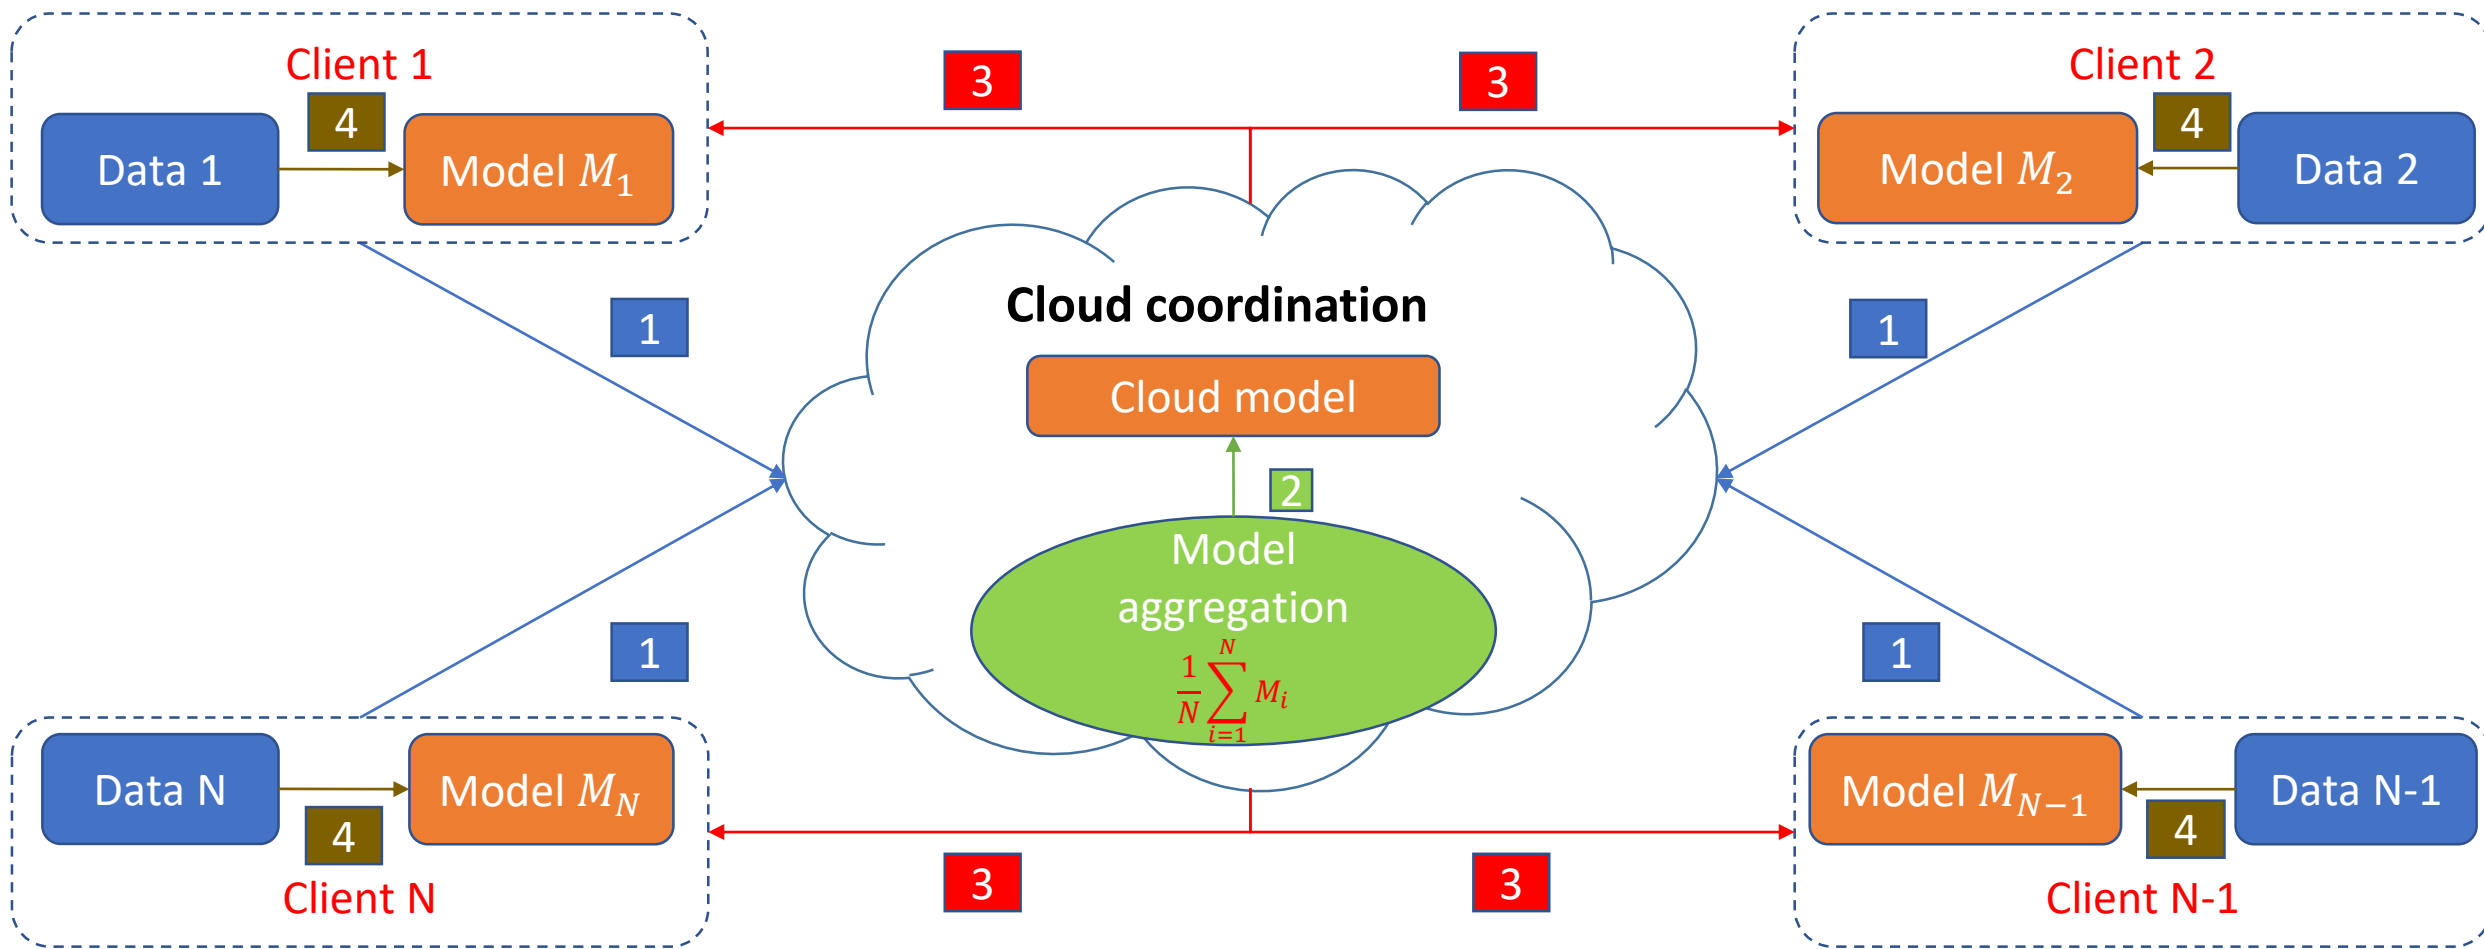 Client 1
4
Data 1
Model M₁
3
3
Client 2
4
Model M₂
Data 2
1
1
Cloud coordination
Cloud model
2
Model
aggregation
1/N ∑_{i=1}^{N} M_i
1
1
Data N
Model M_N
4
Client N
3
3
Model M_{N−1}
Data N-1
4
Client N-1